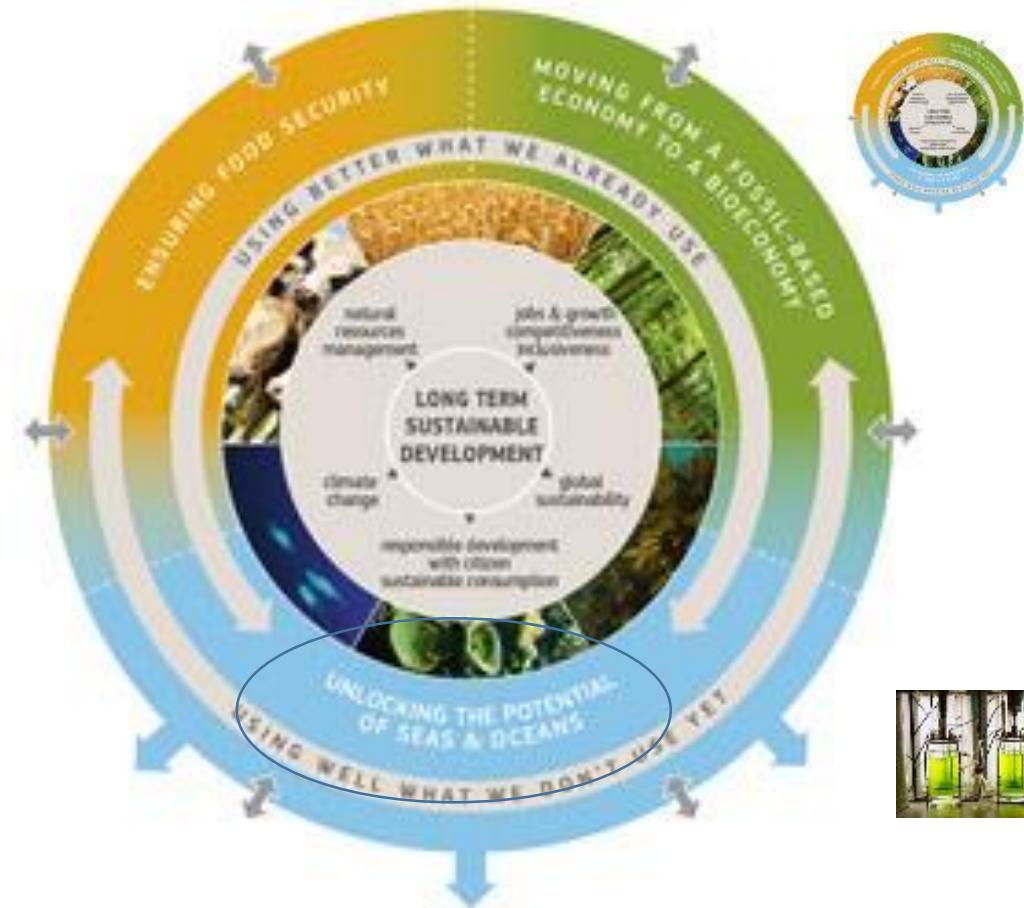 ENSURING FOOD SECURITY
MOVING FROM A FOSSIL-BASED
ECONOMY TO A BIOECONOMY
USING BETTER WHAT WE ALREADY USE
natural
resources
management
jobs & growth
competitiveness
inclusiveness
LONG TERM
SUSTAINABLE
DEVELOPMENT
climate
change
global
sustainability
responsible development
with citizen
sustainable consumption
UNLOCKING THE POTENTIAL
OF SEAS & OCEANS
USING WELL WHAT WE DON'T USE YET